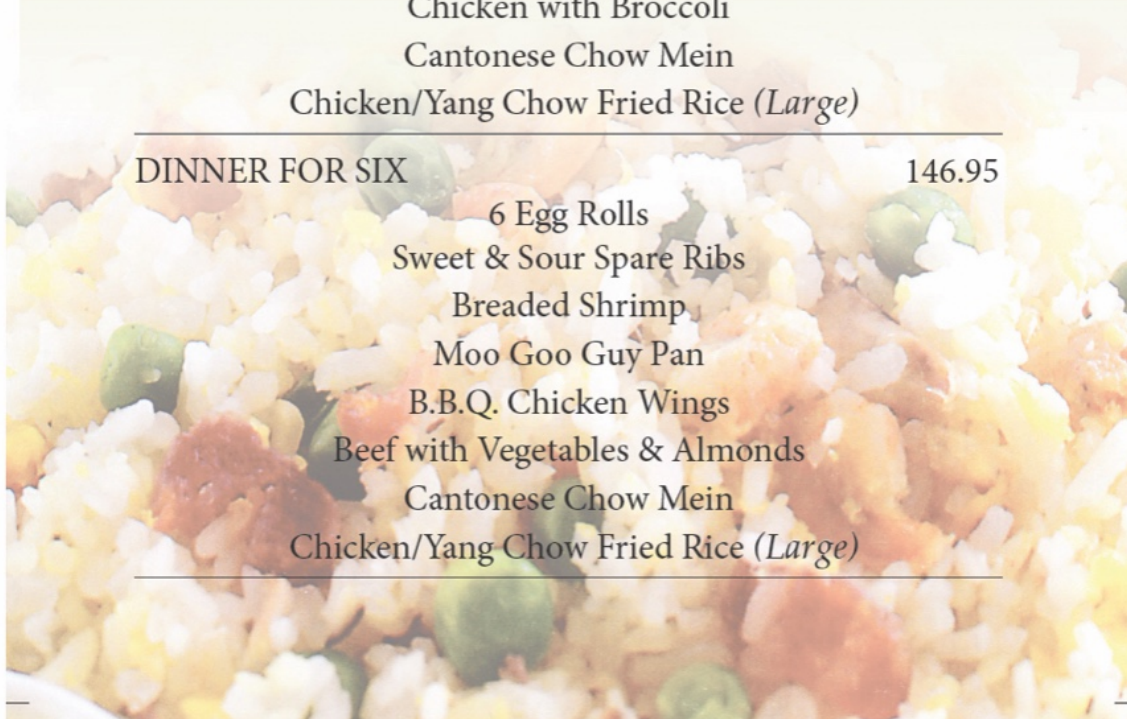 Chicken with Broccoli
Cantonese Chow Mein
Chicken/Yang Chow Fried Rice (Large)
DINNER FOR SIX 146.95
6 Egg Rolls
Sweet & Sour Spare Ribs
Breaded Shrimp
Moo Goo Guy Pan
B.B.Q. Chicken Wings
Beef with Vegetables & Almonds
Cantonese Chow Mein
Chicken/Yang Chow Fried Rice (Large)